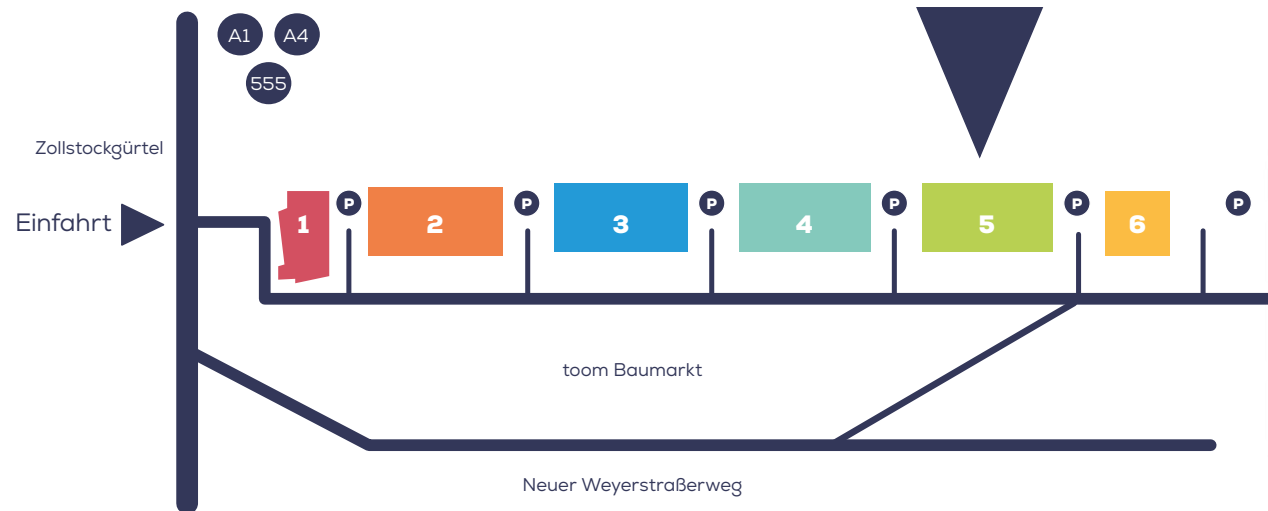 A1 A4
555
Zollstockgürtel
P P P P P P
Einfahrt 1 2 3 4 5 6
toom Baumarkt
Neuer Weyerstraßerweg